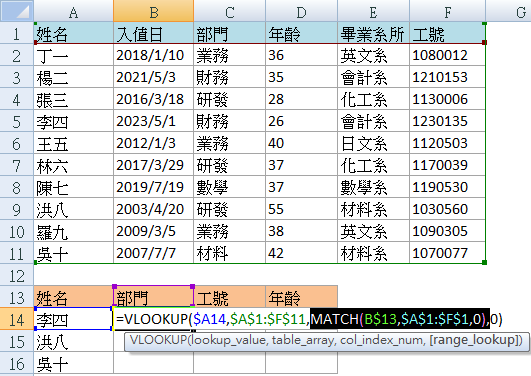 A B C D E F G
1 姓名 入值日 部門 年齡 畢業系所 工號
2 丁一 2018/1/10 業務 36 英文系 1080012
3 楊二 2021/5/3 財務 35 會計系 1210153
4 張三 2016/3/18 研發 28 化工系 1130006
5 李四 2023/5/1 財務 26 會計系 1230135
6 王五 2012/1/3 業務 40 日文系 1120503
7 林六 2017/3/29 研發 37 化工系 1170039
8 陳七 2019/7/19 數學 37 數學系 1190530
9 洪八 2003/4/20 研發 55 材料系 1030560
10 羅九 2009/3/5 業務 38 英文系 1090305
11 吳十 2007/7/7 材料 42 材料系 1070077
12
13 姓名 部門 工號 年齡
14 李四 =VLOOKUP($A14,$A$1:$F$11,MATCH(B$13,$A$1:$F$1,0),0)
15 洪八 VLOOKUP(lookup_value, table_array, col_index_num, [range_lookup])
16 吳十